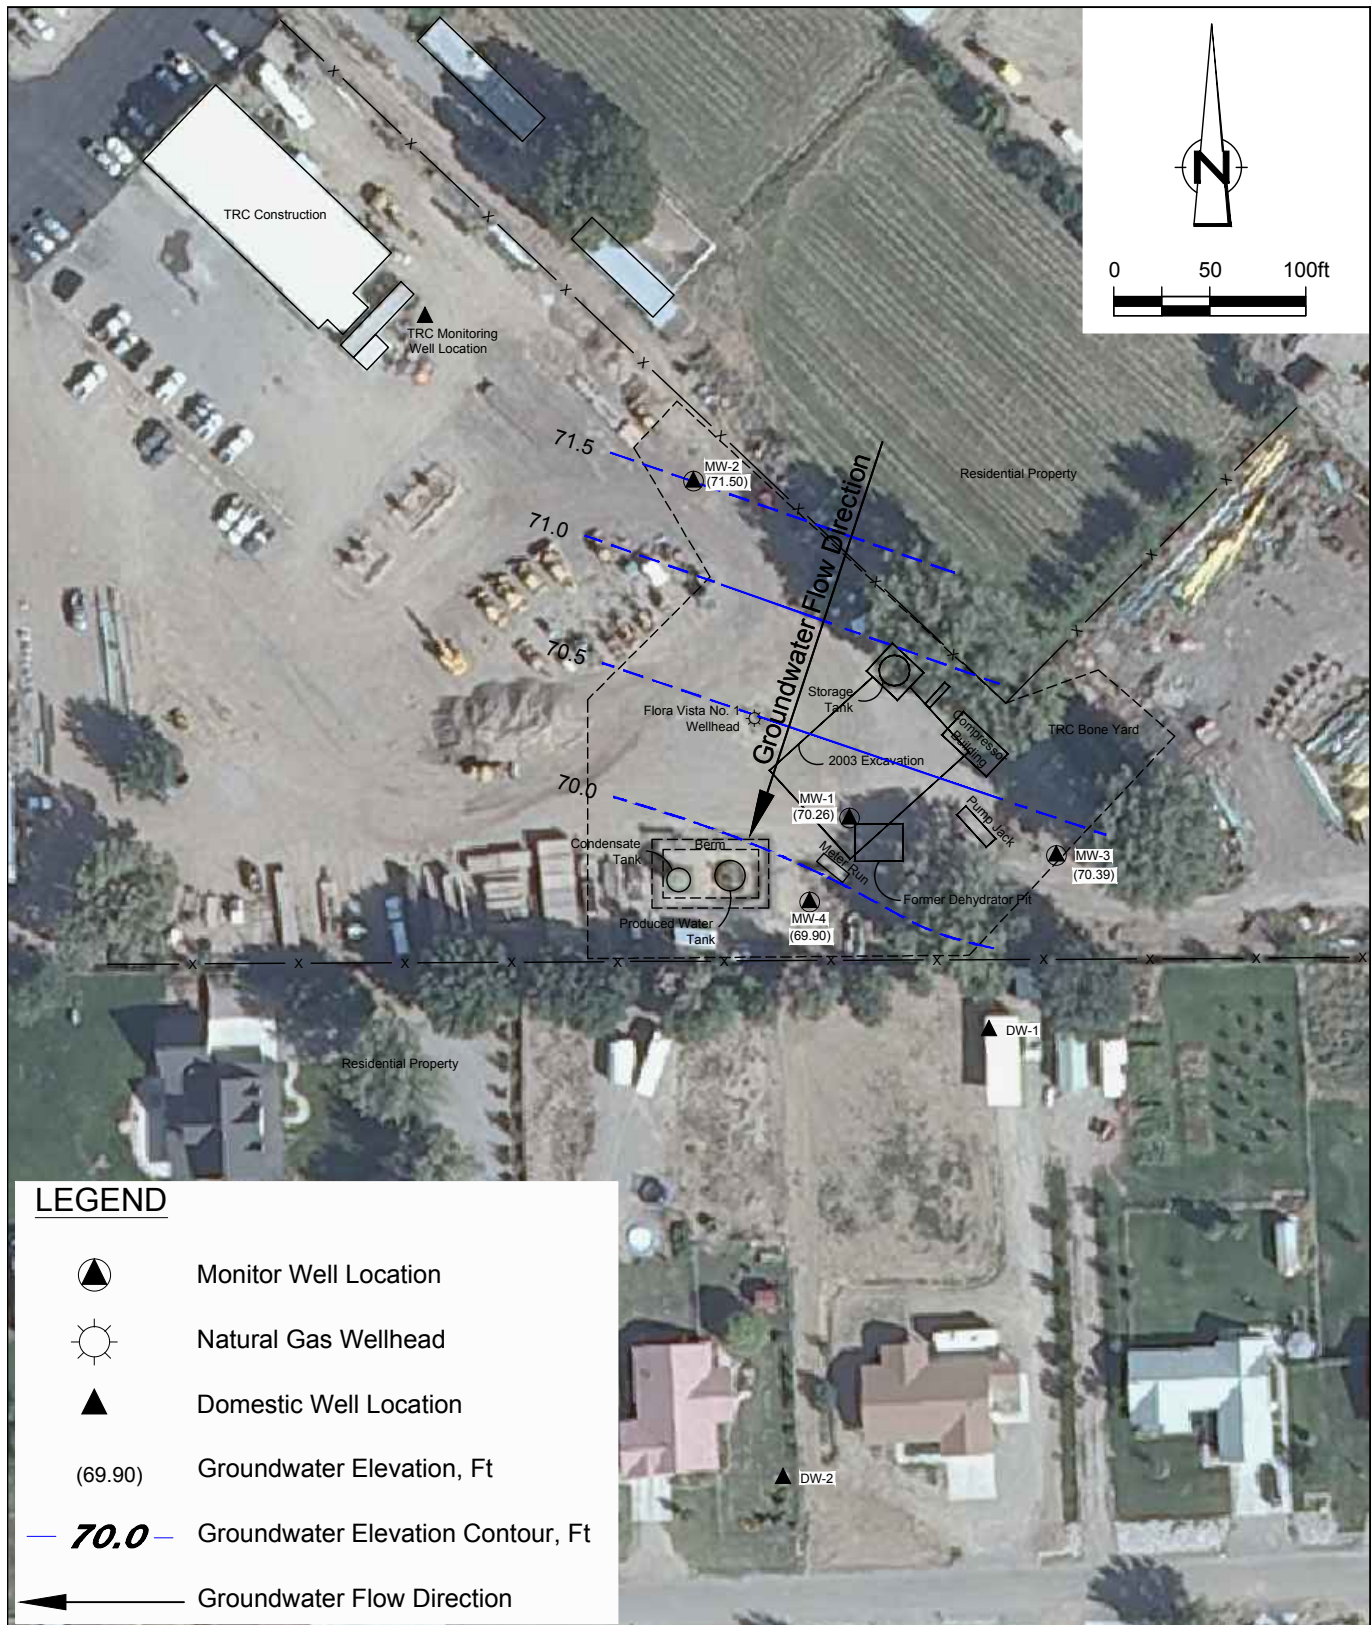 N
0 50 100ft
TRC Construction
TRC Monitoring
Well Location
71.5
MW-2
(71.50)
Residential Property
71.0
Groundwater Flow Direction
70.5
Storage
Tank
Flora Vista No. 1
Wellhead
Compressor
Building
TRC Bone Yard
2003 Excavation
70.0
MW-1
(70.26)
Pump Jack
Condensate
Tank
Berm
Meter Run
MW-3
(70.39)
Former Dehydrator Pit
Produced Water
Tank
MW-4
(69.90)
DW-1
Residential Property
DW-2
LEGEND
Monitor Well Location
Natural Gas Wellhead
Domestic Well Location
(69.90) Groundwater Elevation, Ft
70.0 Groundwater Elevation Contour, Ft
Groundwater Flow Direction